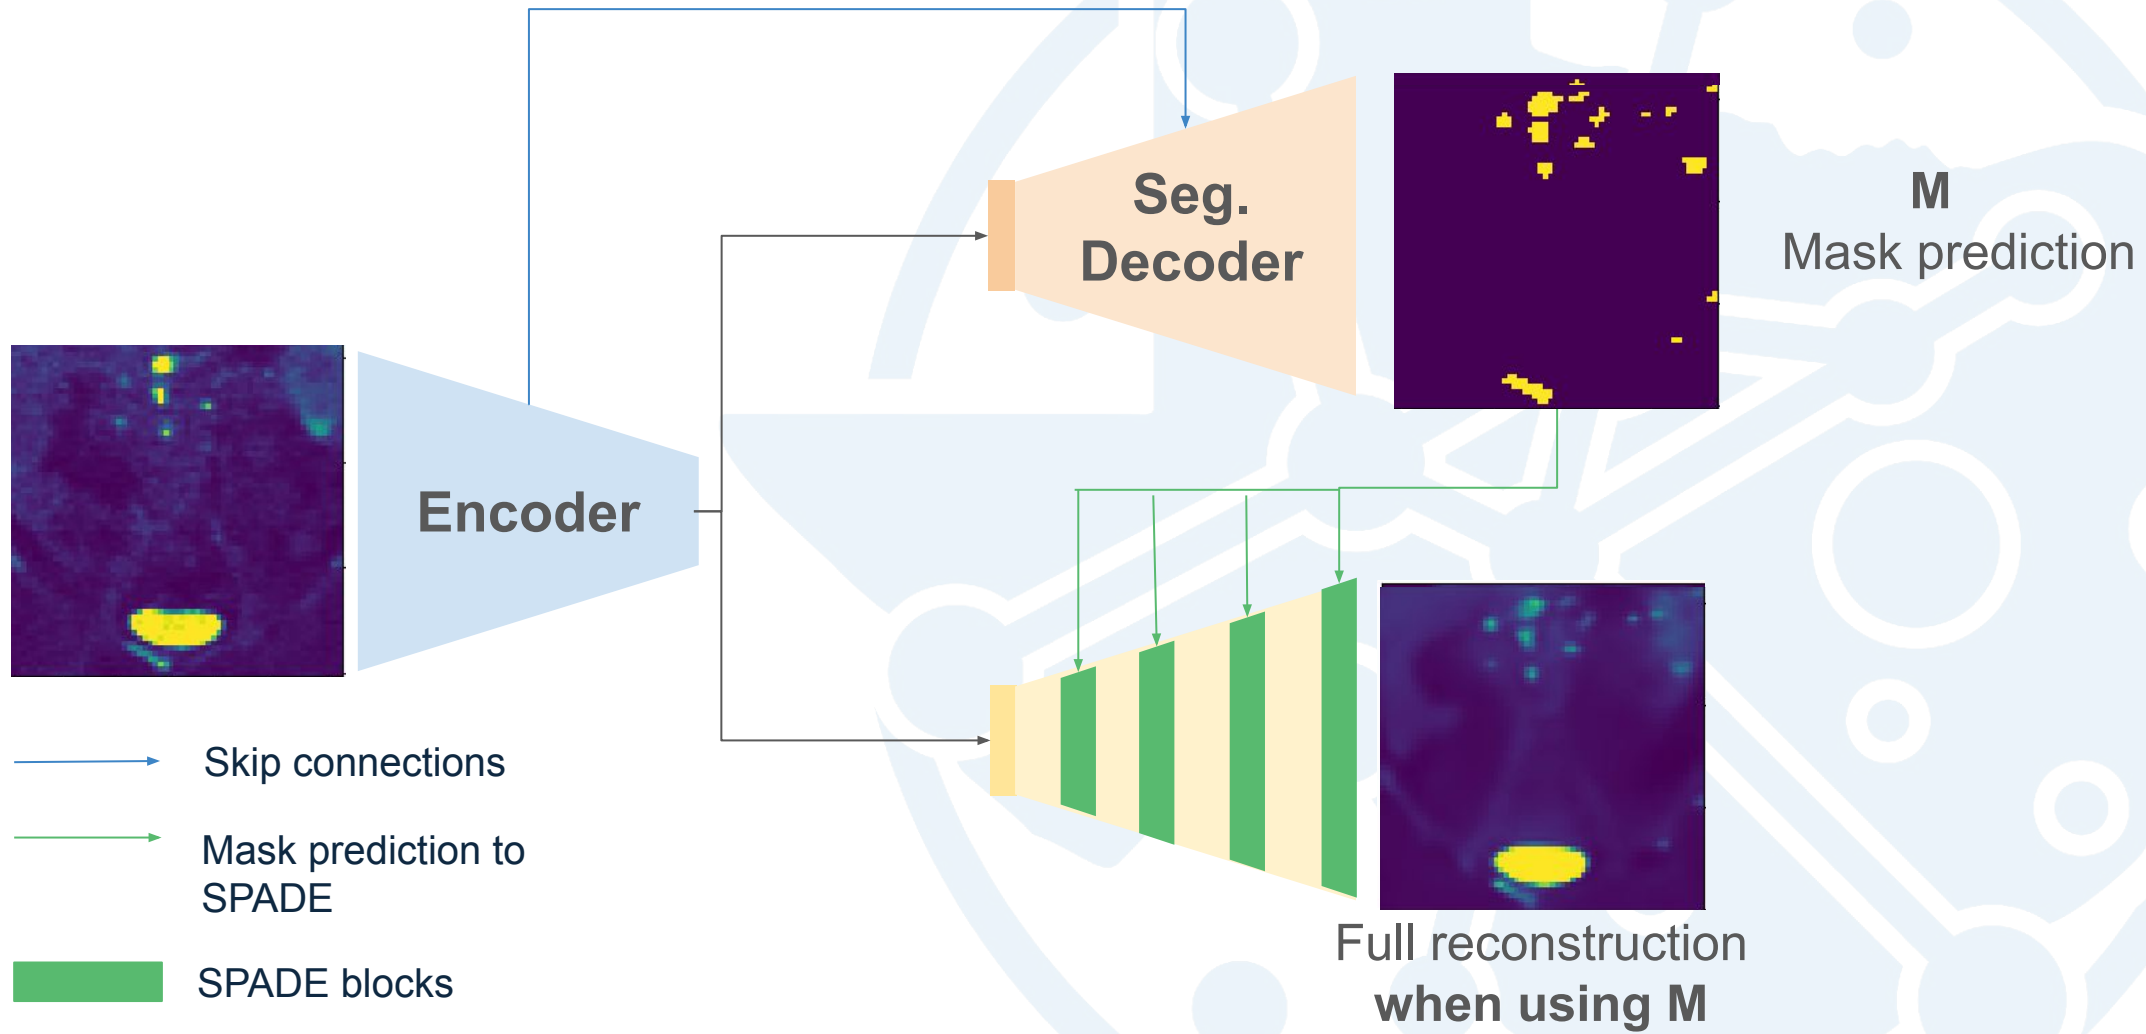 Seg.
Decoder
M
Mask prediction
Encoder
Skip connections
Mask prediction to
SPADE
SPADE blocks
Full reconstruction
when using M